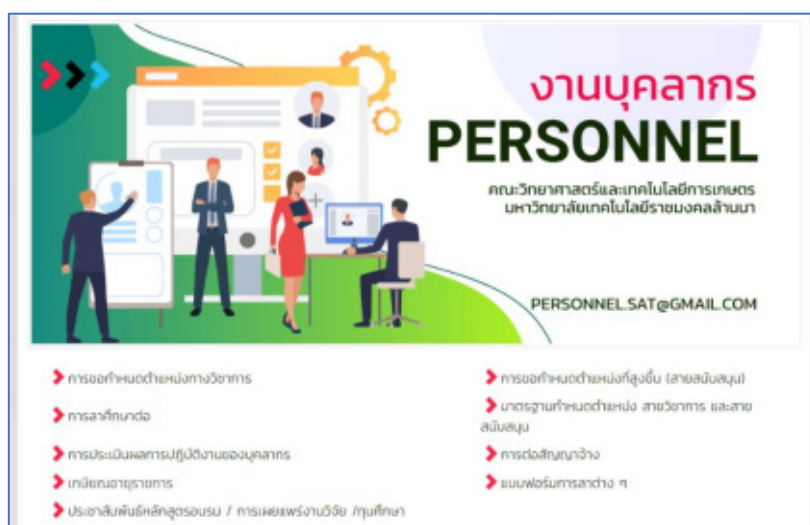 งานบุคลากร
PERSONNEL
คณะวิทยาศาสตร์และเทคโนโลยีการเกษตร
มหาวิทยาลัยเทคโนโลยีราชมงคลล้านนา
PERSONNEL.SAT@GMAIL.COM
การขอกำหนดตำแหน่งทางวิชาการ
การลาศึกษาต่อ
การประเมินผลการปฏิบัติงานของบุคลากร
เกษียณอายุราชการ
ประชาสัมพันธ์หลักสูตรอบรม / การเผยแพร่งานวิจัย /ทุนศึกษา
การขอกำหนดตำแหน่งที่สูงขึ้น (สายสนับสนุน)
มาตรฐานกำหนดตำแหน่ง สายวิชาการ และสาย
สนับสนุน
การต่อสัญญาจ้าง
แบบฟอร์มการลาต่าง ๆ